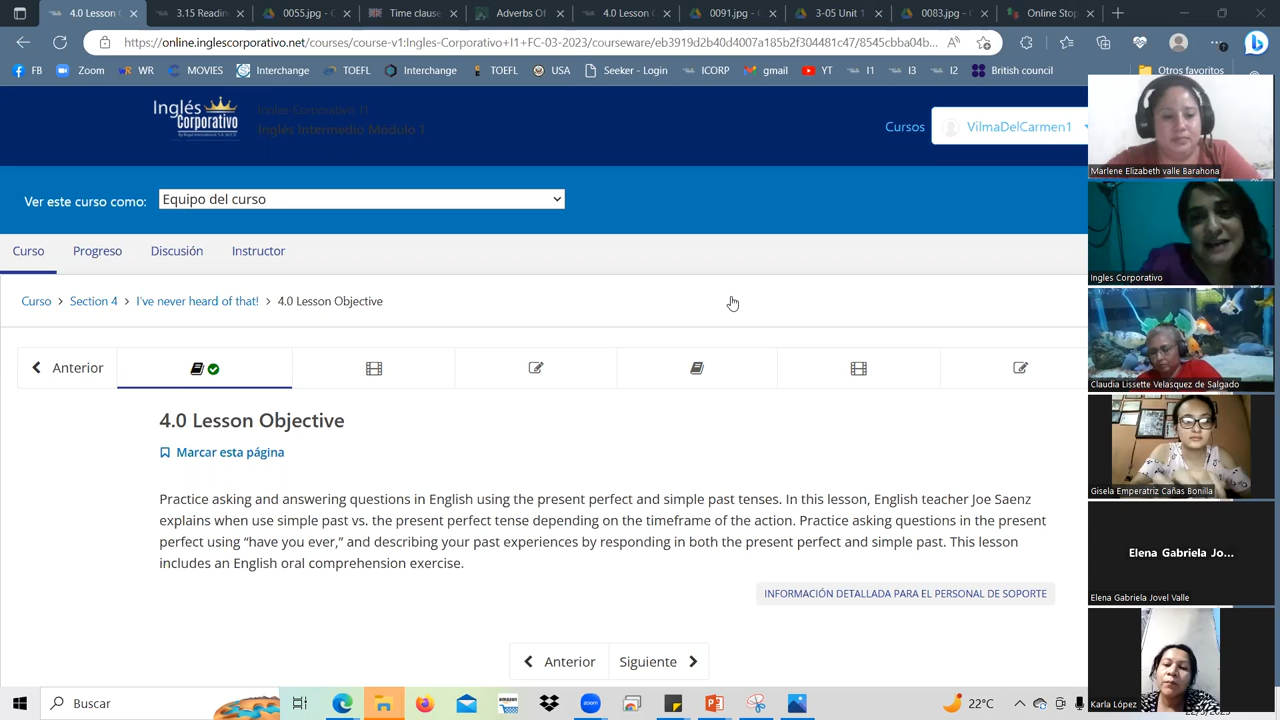 4.0 Lesson
3.15 Readin
0055.jpg -
Time clause
Adverbs Of
4.0 Lesson O
0091.jpg -
3-05 Unit 1
0083.jpg -
Online Stop
https://online.inglescorporativo.net/courses/course-v1:Ingles-Corporativo+I1+FC-03-2023/courseware/eb3919d2b40d4007a185b2f304481c47/8545cbba04b...
FB
Zoom
WR
MOVIES
Interchange
TOEFL
Interchange
TOEFL
USA
Seeker - Login
ICORP
gmail
YT
I1
I3
I2
British council
Otros favoritos
Inglés
Corporativo
Ingles-Corporativo: I1
Inglés Intermedio Módulo 1
Cursos
VilmaDelCarmen1
Ver este curso como:
Equipo del curso
Curso
Progreso
Discusión
Instructor
Curso > Section 4 > I've never heard of that! > 4.0 Lesson Objective
Anterior
4.0 Lesson Objective
Marcar esta página
Practice asking and answering questions in English using the present perfect and simple past tenses. In this lesson, English teacher Joe Saenz
explains when use simple past vs. the present perfect tense depending on the timeframe of the action. Practice asking questions in the present
perfect using “have you ever,” and describing your past experiences by responding in both the present perfect and simple past. This lesson
includes an English oral comprehension exercise.
INFORMACIÓN DETALLADA PARA EL PERSONAL DE SOPORTE
Anterior
Siguiente
Buscar
amazon
zoom
22°C
Marlene Elizabeth valle Barahona
Ingles Corporativo
Claudia Lissette Velasquez de Salgado
Gisela Emperatriz Cañas Bonilla
Elena Gabriela Jo...
Elena Gabriela Jovel Valle
Karla López